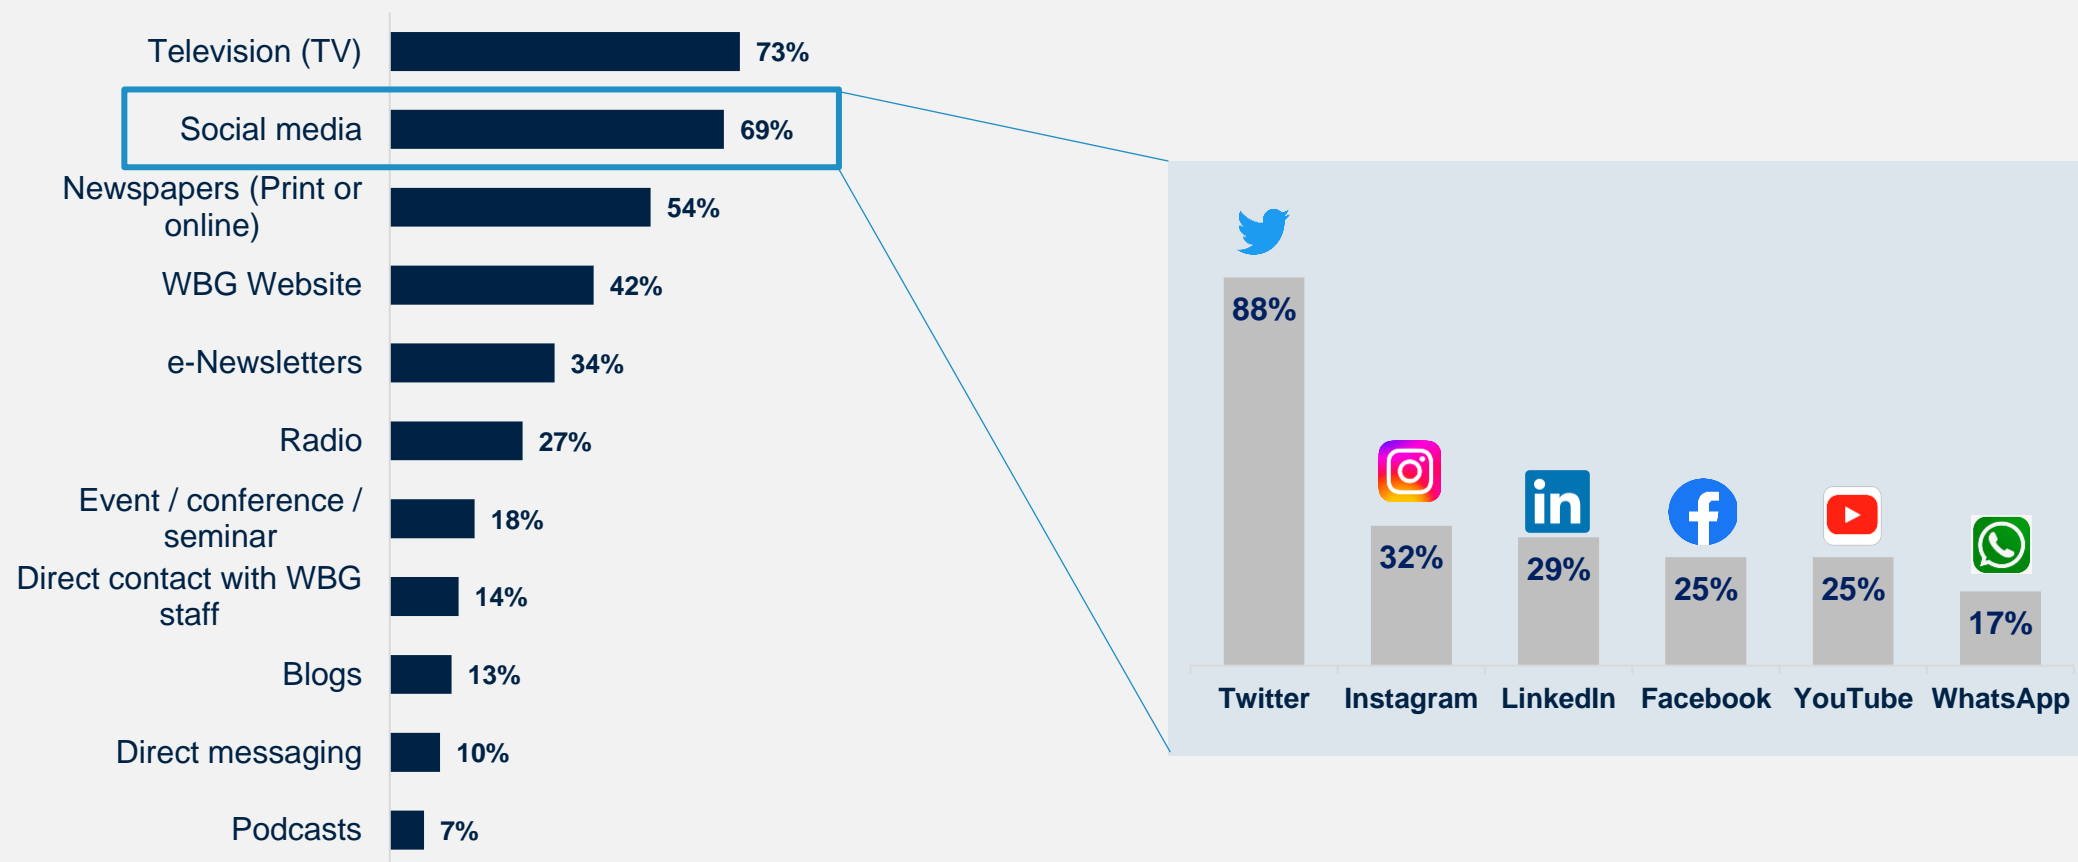 Television (TV)
73%
Social media
69%
Newspapers (Print or
online)
54%
WBG Website
42%
e-Newsletters
34%
Radio
27%
Event / conference /
seminar
18%
Direct contact with WBG
staff
14%
Blogs
13%
Direct messaging
10%
Podcasts
7%
88%
32%
in
29%
f
25%
25%
17%
Twitter
Instagram
LinkedIn
Facebook
YouTube
WhatsApp